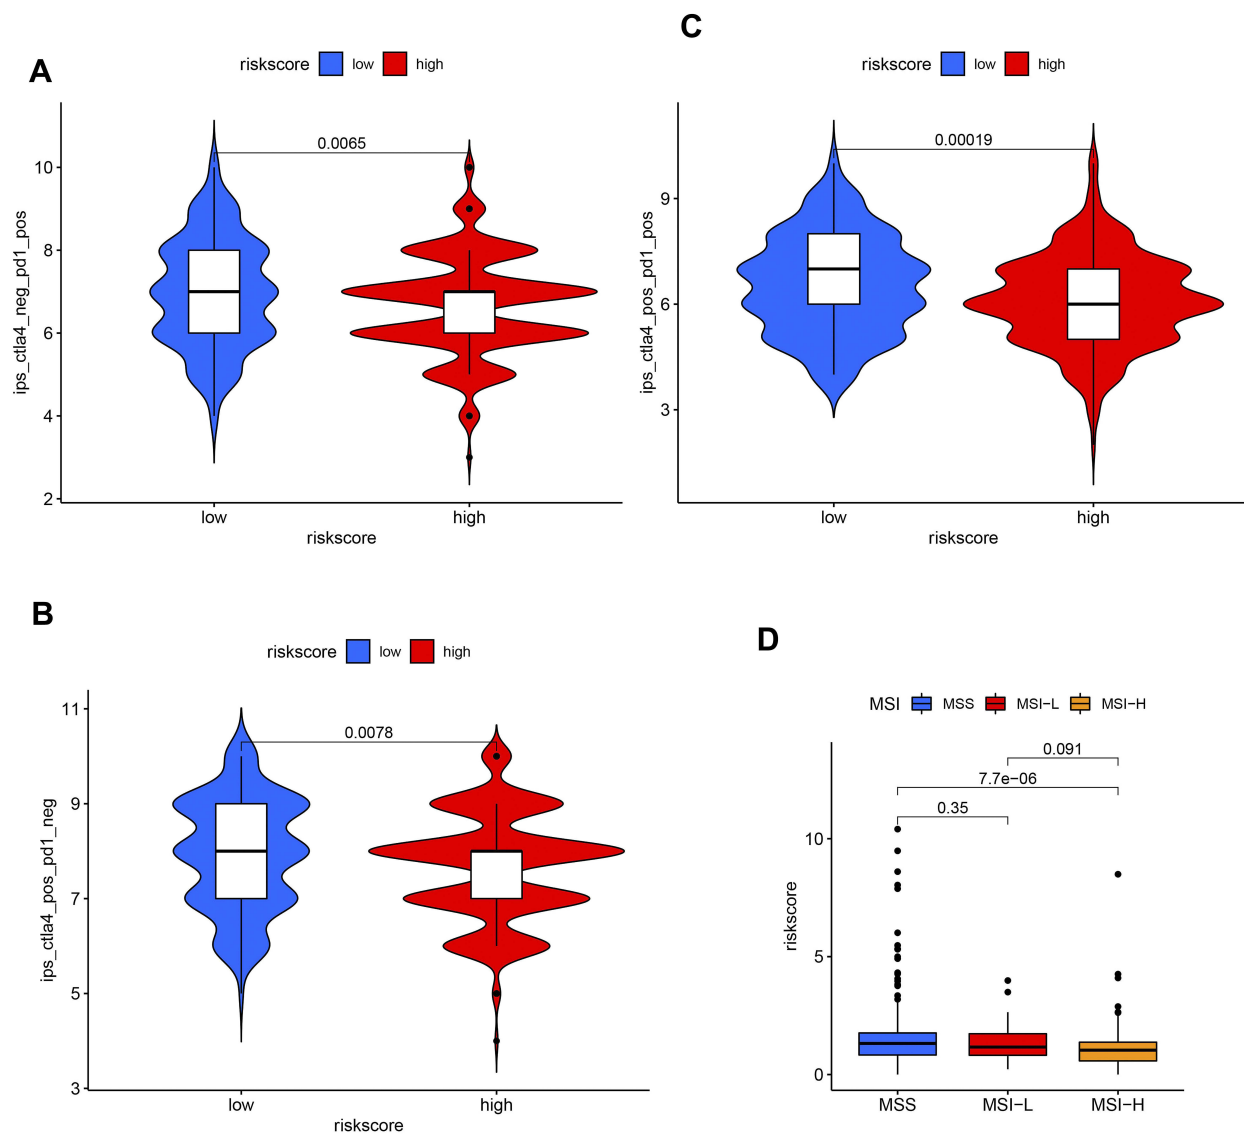 A
riskscore low high
0.0065
10
8
6
4
2
ips_ctla4_neg_pd1_pos
low high
riskscore
C
riskscore low high
0.00019
9
6
3
ips_ctla4_pos_pd1_pos
low high
riskscore
B
riskscore low high
0.0078
11
9
7
5
3
ips_ctla4_pos_pd1_neg
low high
riskscore
D
MSI MSS MSI−L MSI−H
0.091
7.7e−06
0.35
10
5
0
riskscore
MSS MSI−L MSI−H